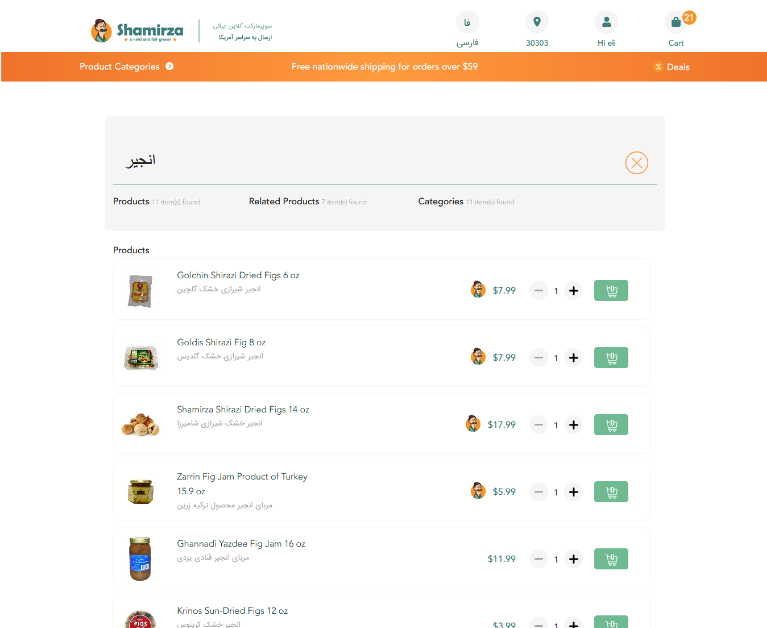 Shamirza
a kind and fair grocer
سوپرمارکت آنلاین ایرانی
ارسال به سراسر آمریکا
فا
فارسی
30303
Hi eli
21
Cart
Product Categories
Free nationwide shipping for orders over $59
% Deals
انجیر
Products 11 item(s) found
Related Products 7 item(s) found
Categories 11 item(s) found
Products
Golchin Shirazi Dried Figs 6 oz
انجیر شیرازی خشک گلچین
$7.99
1
Goldis Shirazi Fig 8 oz
انجیر شیرازی خشک گلدیس
$7.99
1
Shamirza Shirazi Dried Figs 14 oz
انجیر خشک شیرازی شامیرزا
$17.99
1
Zarrin Fig Jam Product of Turkey
15.9 oz
مربای انجیر محصول ترکیه زرین
$5.99
1
Ghannadi Yazdee Fig Jam 16 oz
مربای انجیر قنادی یزدی
$11.99
1
Krinos Sun-Dried Figs 12 oz
انجیر خشک کرینوس
FIGS
$3.99
1